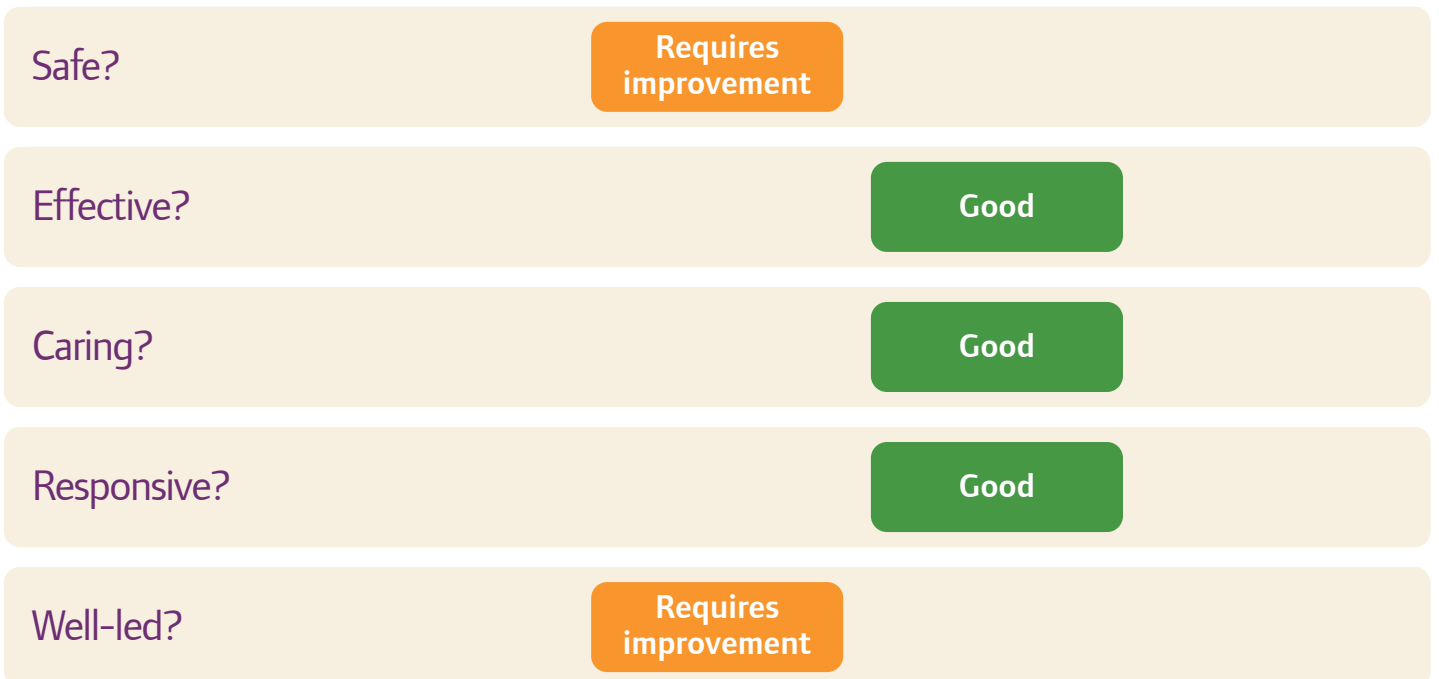 Safe?
Requires
improvement
Effective?
Good
Caring?
Good
Responsive?
Good
Well-led?
Requires
improvement